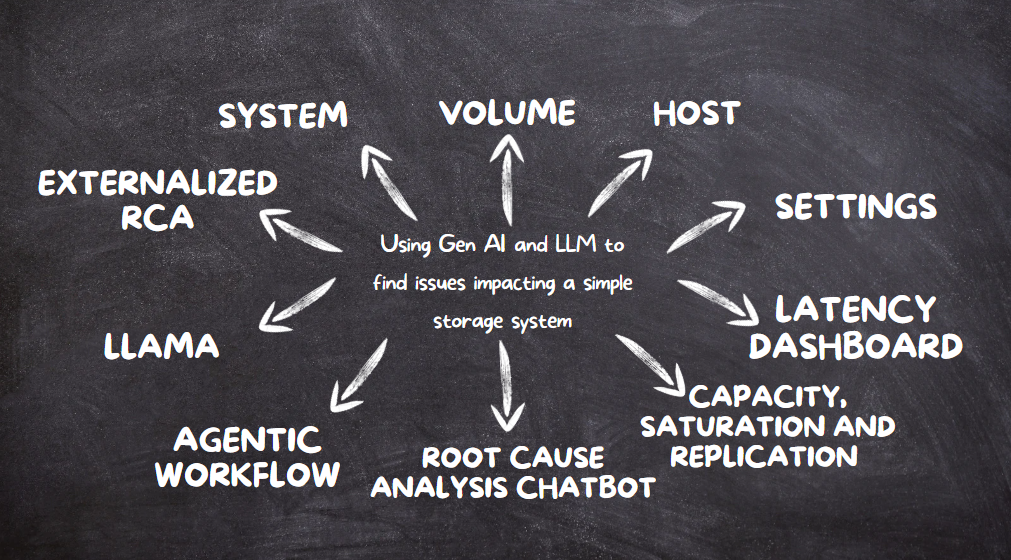 SYSTEM
VOLUME
HOST
EXTERNALIZED
RCA
SETTINGS
Using Gen AI and LLM to
find issues impacting a simple
storage system
LATENCY
DASHBOARD
LLAMA
CAPACITY,
SATURATION AND
REPLICATION
AGENTIC
WORKFLOW
ROOT CAUSE
ANALYSIS CHATBOT